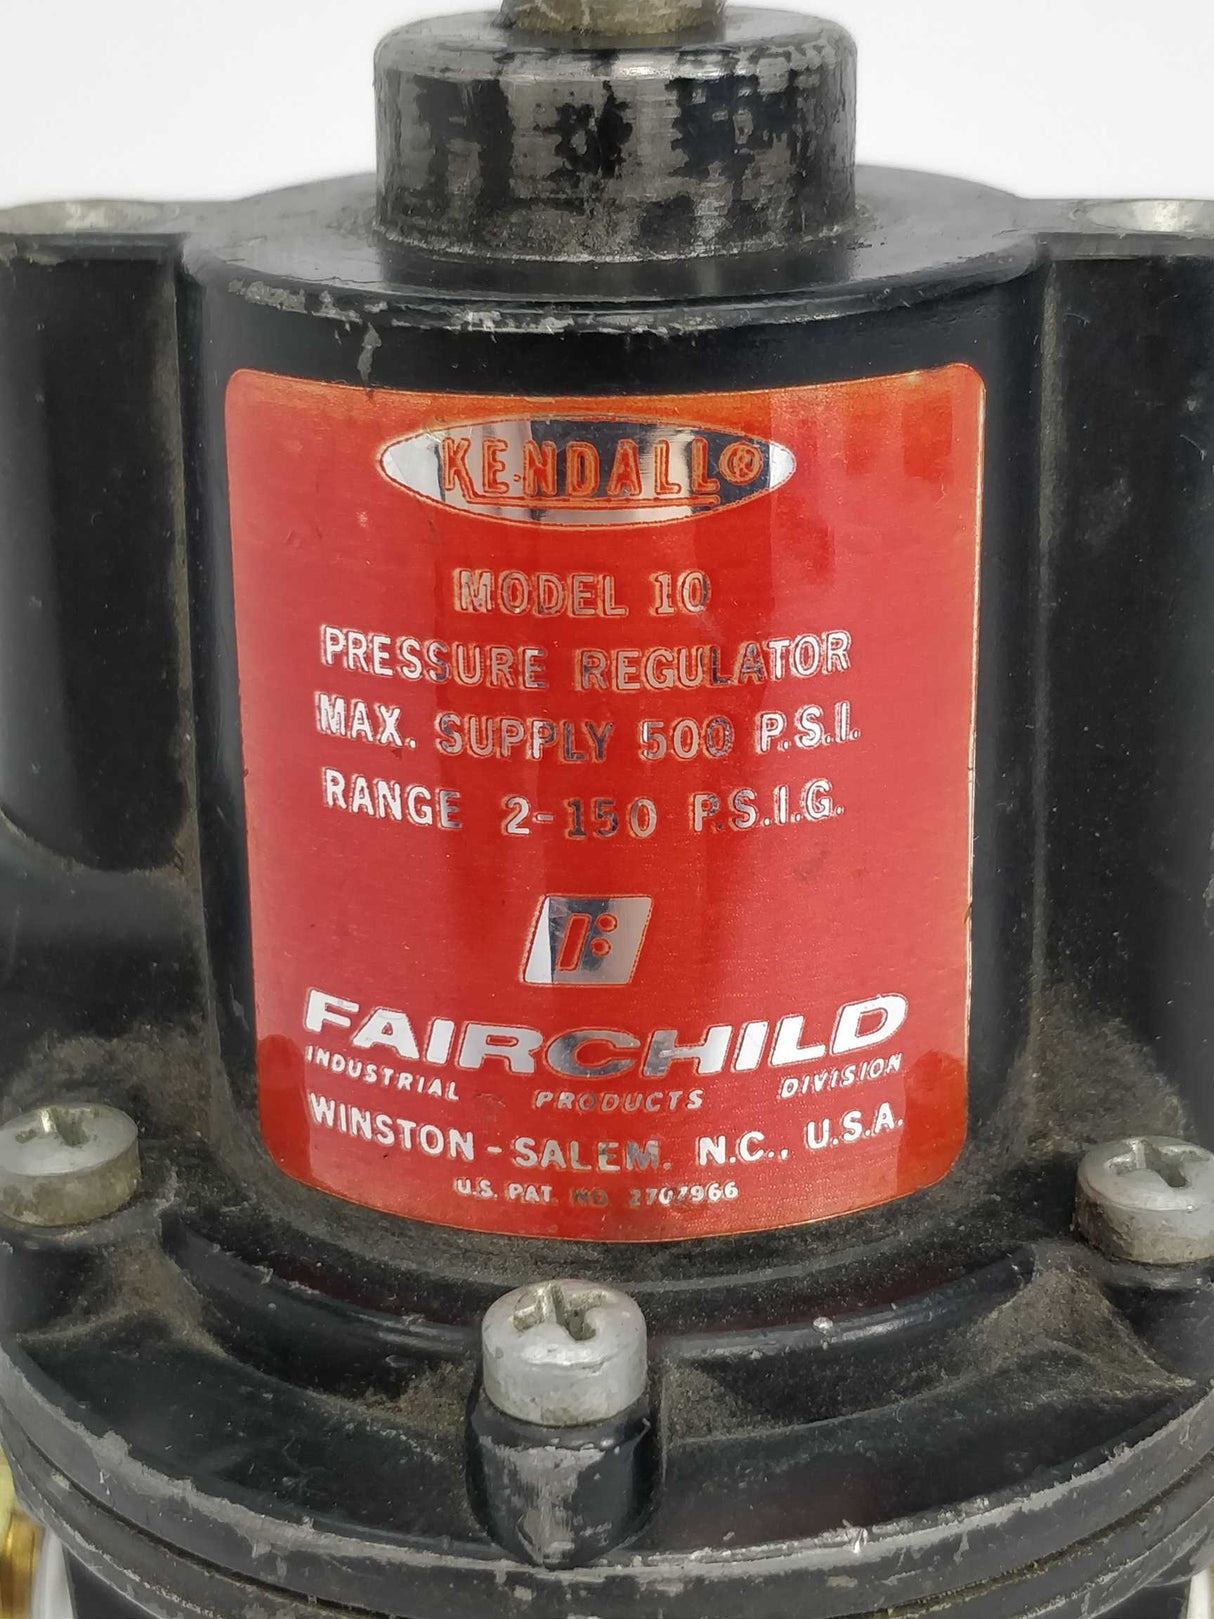 KENDALL®
MODEL 10
PRESSURE REGULATOR
MAX. SUPPLY 500 P.S.I.
RANGE 2-150 P.S.I.G.
FAIRCHILD
INDUSTRIAL PRODUCTS DIVISION
WINSTON-SALEM, N.C., U.S.A.
U.S. PAT. NO. 2707966